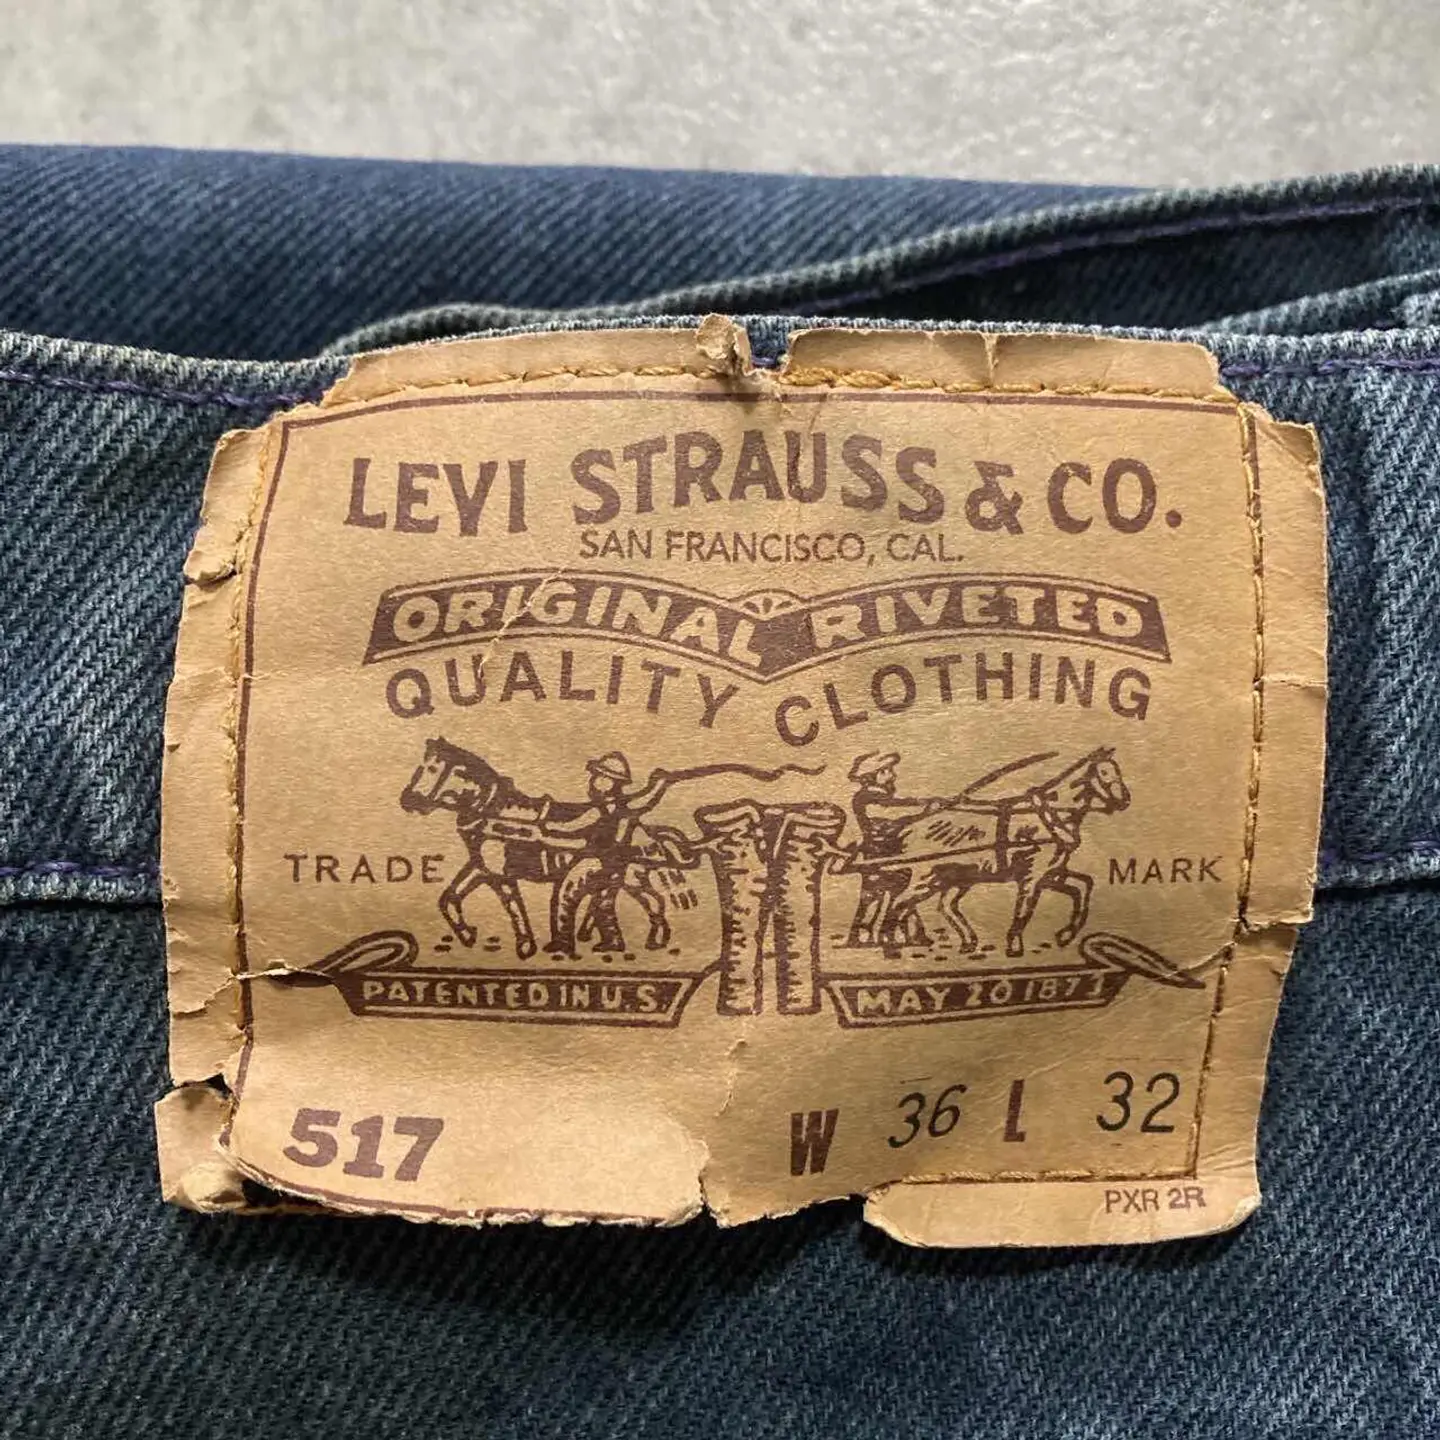 LEVI STRAUSS & CO.
SAN FRANCISCO, CAL.
ORIGINAL RIVETED
QUALITY CLOTHING
TRADE MARK
PATENTED IN U.S. MAY 20 1873
517 W 36 L 32
PXR 2R